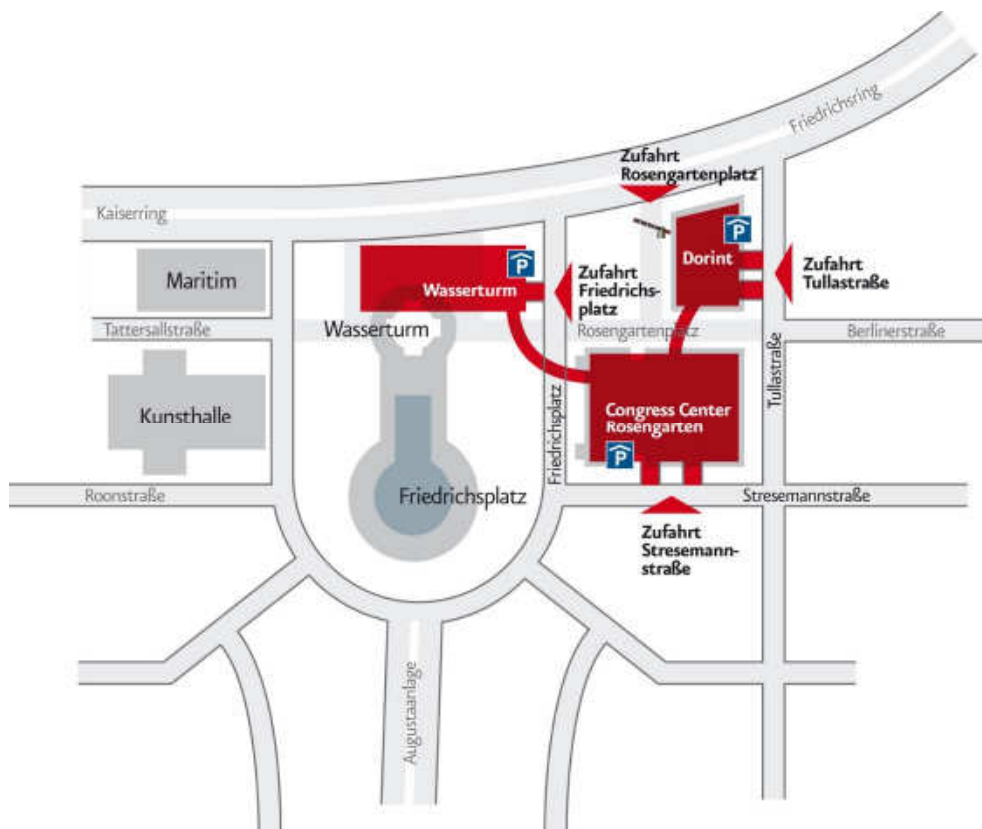 Friedrichsring
Zufahrt
Rosengartenplatz
Kaiserring
P
P
Maritim
Wasserturm
Zufahrt
Friedrichs-
platz
Dorint
Zufahrt
Tullastraße
Tattersallstraße
Wasserturm
Rosengartenplatz
Berlinerstraße
Tullastraße
Kunsthalle
Friedrichsplatz
Congress Center
Rosengarten
P
Roonstraße
Friedrichsplatz
Stresemannstraße
Zufahrt
Stresemann-
straße
Augustaanlage